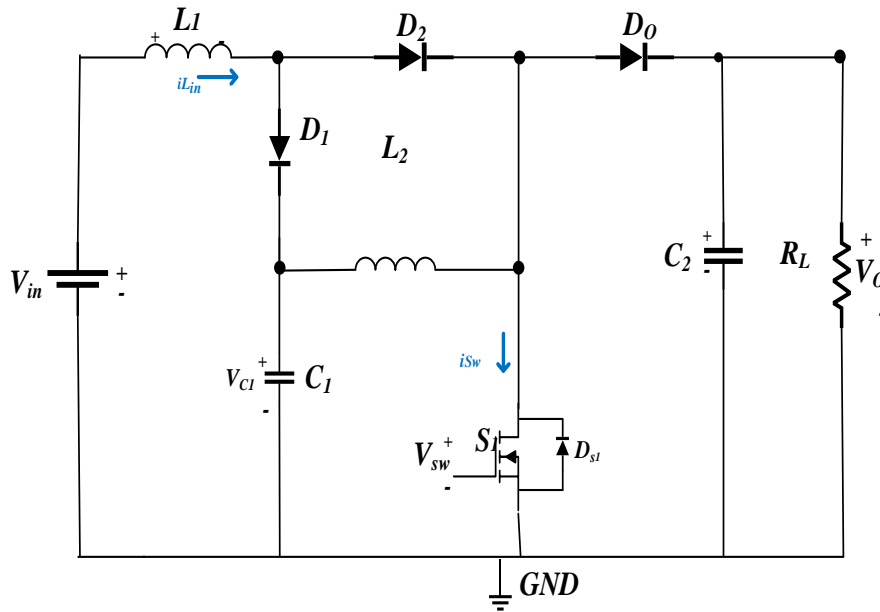 L1
+ -
iLin
D2
DO
D1
L2
Vin
+
-
VC1
+
-
C1
iSw
S1
Vsw
+
-
Ds1
C2
+
-
RL
+
VO
-
GND